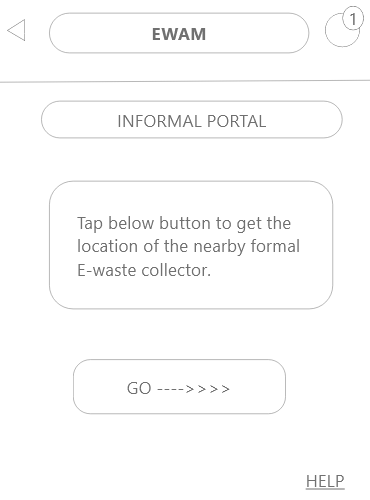 EWAM
1
INFORMAL PORTAL
Tap below button to get the
location of the nearby formal
E-waste collector.
GO ---->>>>
HELP